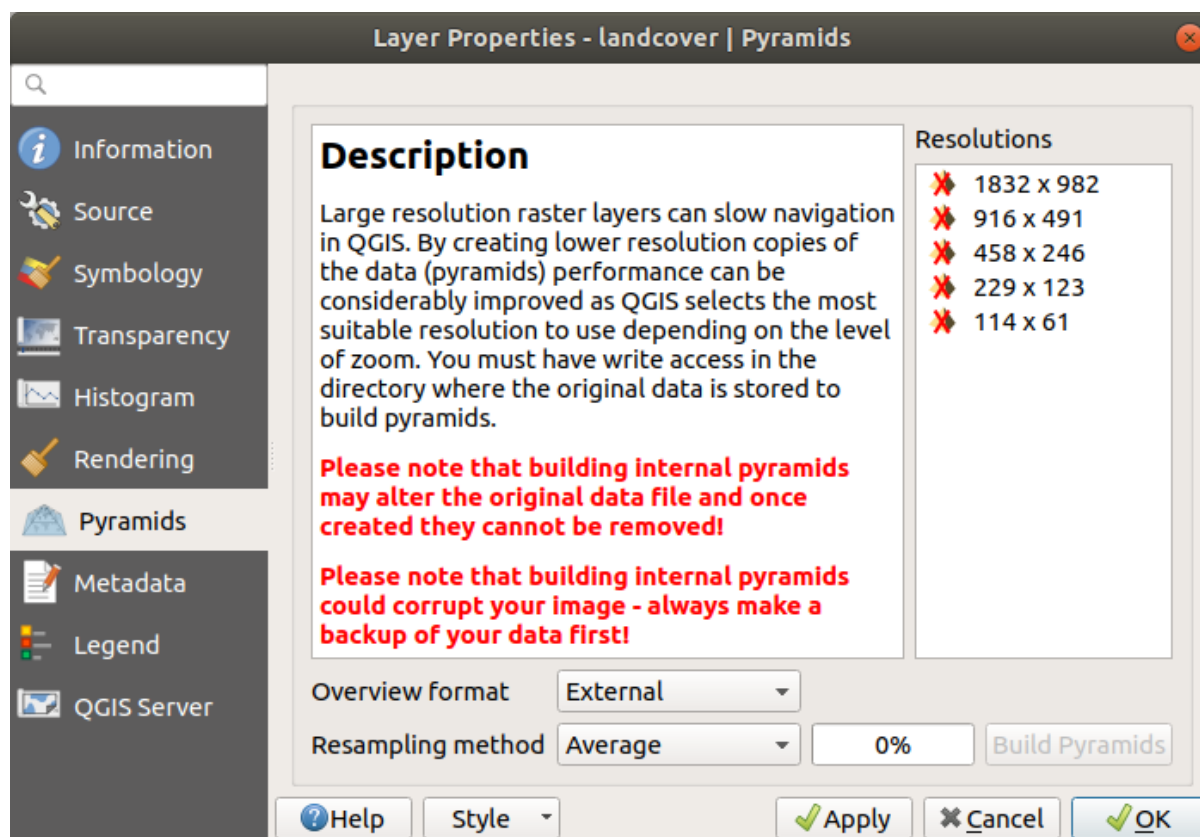 Layer Properties - landcover | Pyramids
Information
Source
Symbology
Transparency
Histogram
Rendering
Pyramids
Metadata
Legend
QGIS Server
Description
Large resolution raster layers can slow navigation
in QGIS. By creating lower resolution copies of
the data (pyramids) performance can be
considerably improved as QGIS selects the most
suitable resolution to use depending on the level
of zoom. You must have write access in the
directory where the original data is stored to
build pyramids.
Please note that building internal pyramids
may alter the original data file and once
created they cannot be removed!
Please note that building internal pyramids
could corrupt your image - always make a
backup of your data first!
Resolutions
1832 x 982
916 x 491
458 x 246
229 x 123
114 x 61
Overview format External
Resampling method Average 0% Build Pyramids
Help Style Apply Cancel OK